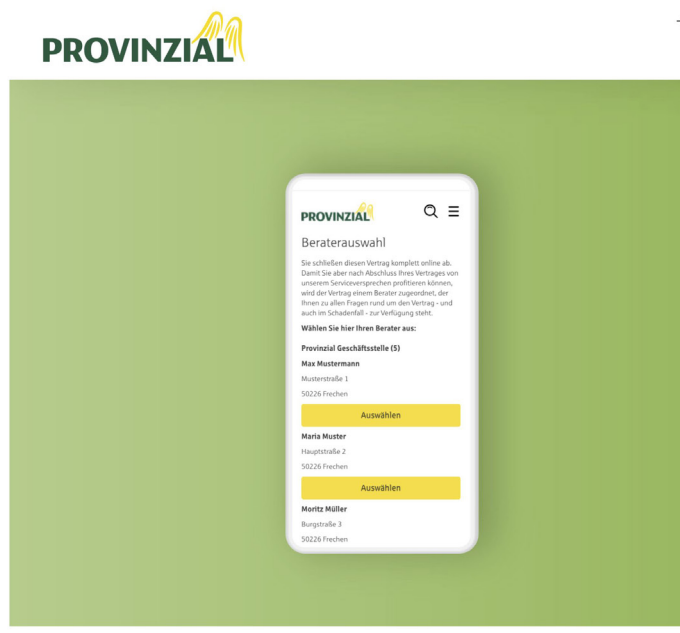 PROVINZIAL
PROVINZIAL
Beraterauswahl
Sie schließen diesen Vertrag komplett online ab.
Damit Sie aber nach Abschluss Ihres Vertrages von
unserem Serviceversprechen profitieren können,
wird der Vertrag einem Berater zugeordnet, der
Ihnen zu allen Fragen rund um den Vertrag - und
auch im Schadenfall - zur Verfügung steht.
Wählen Sie hier Ihren Berater aus:
Provinzial Geschäftsstelle (5)
Max Mustermann
Musterstraße 1
50226 Frechen
Auswählen
Maria Muster
Hauptstraße 2
50226 Frechen
Auswählen
Moritz Müller
Burgstraße 3
50226 Frechen